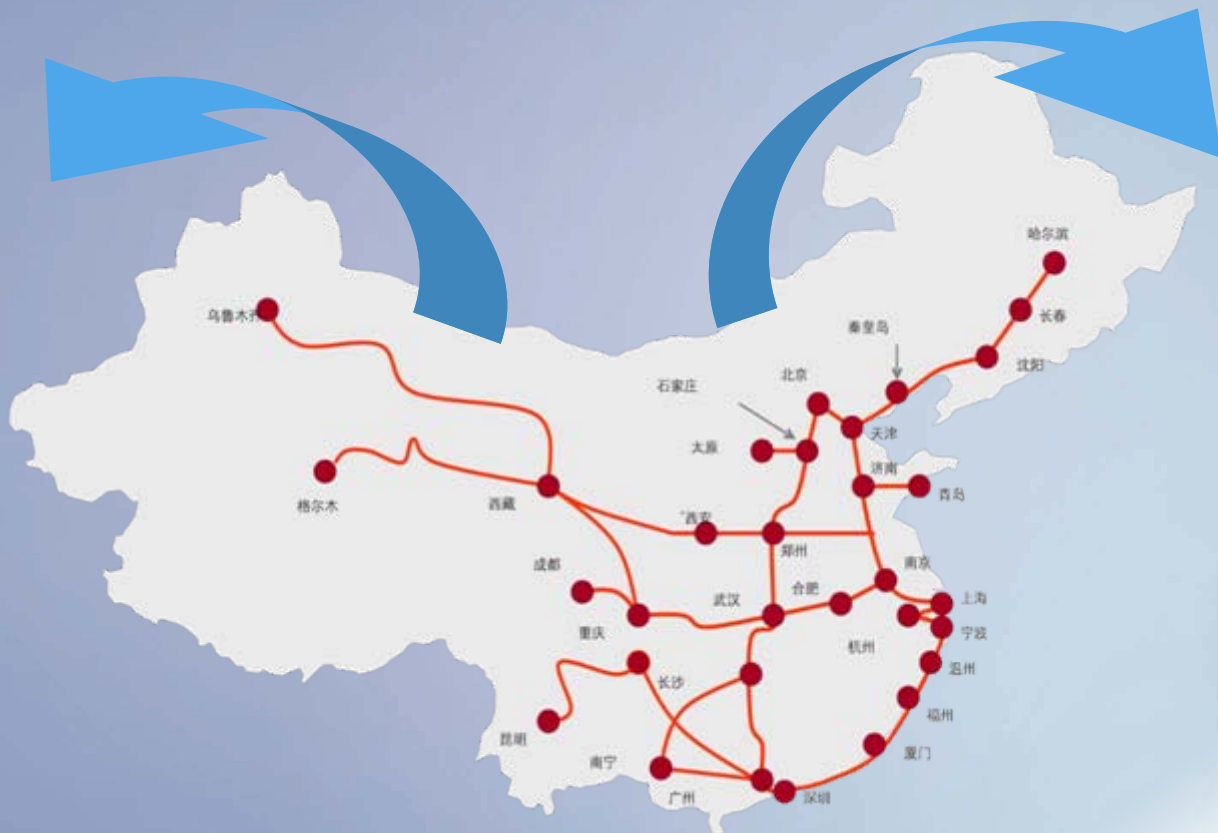 哈尔滨
乌鲁木齐
长春
秦皇岛
沈阳
北京
石家庄
天津
太原
济南
青岛
格尔木
西藏
西安
郑州
成都
南京
合肥
武汉
上海
重庆
宁波
杭州
温州
长沙
福州
昆明
厦门
南宁
广州
深圳